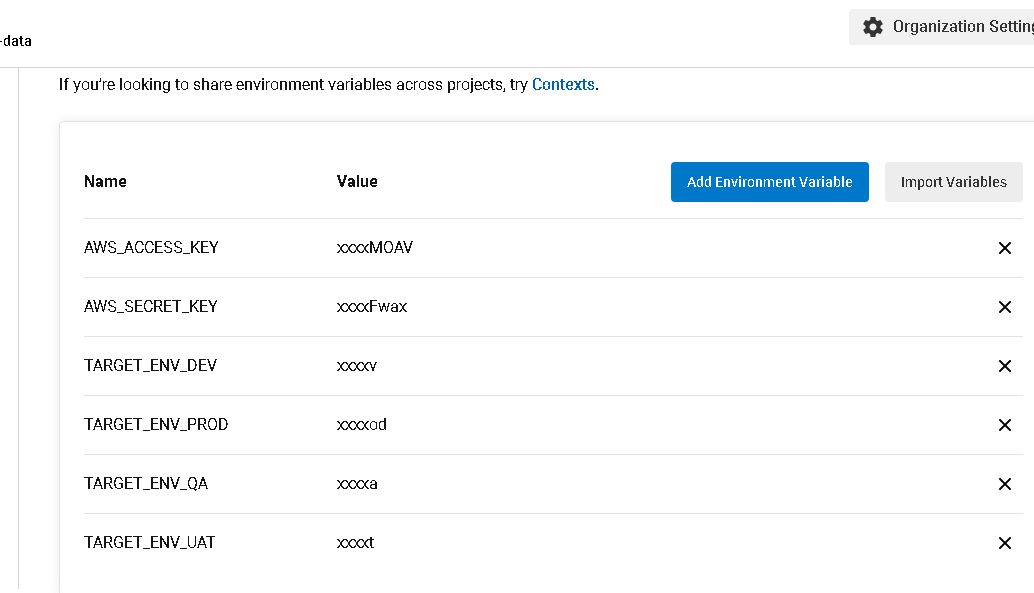 Organization Setting
-data
If you're looking to share environment variables across projects, try Contexts.
Name Value Add Environment Variable Import Variables
AWS_ACCESS_KEY xxxxMOAV
AWS_SECRET_KEY xxxxFwax
TARGET_ENV_DEV xxxxv
TARGET_ENV_PROD xxxxod
TARGET_ENV_QA xxxxa
TARGET_ENV_UAT xxxxt